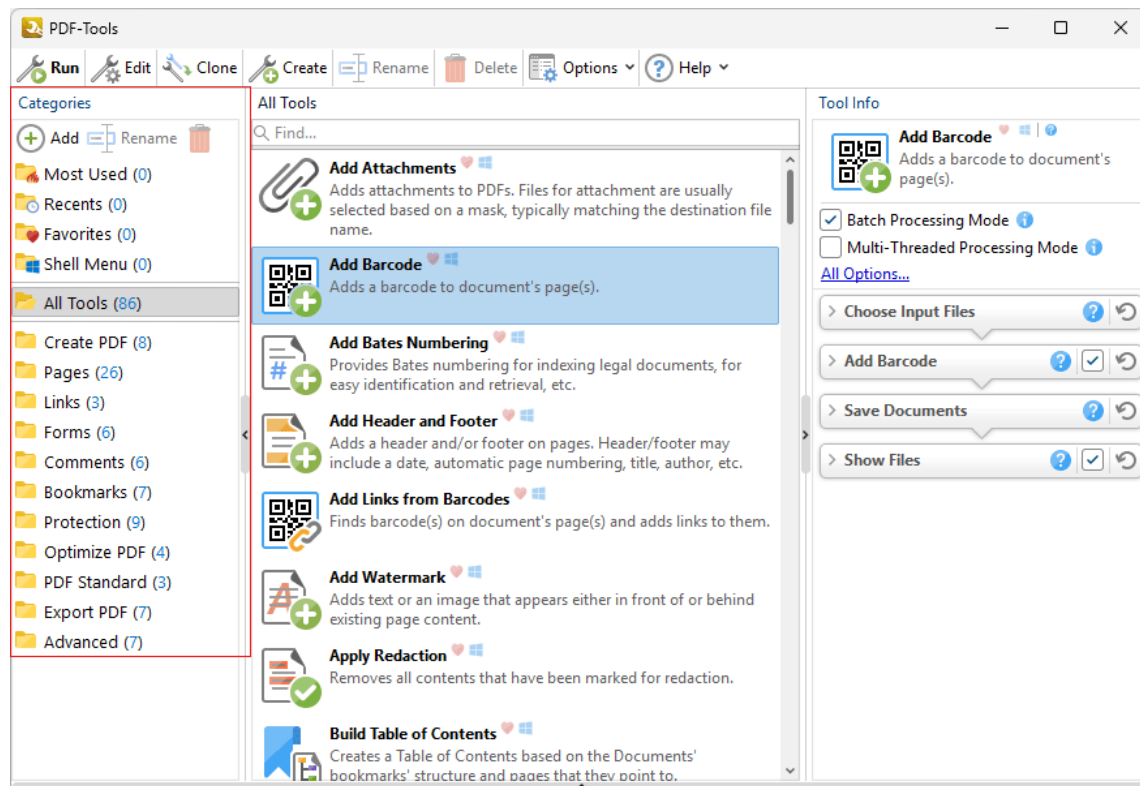 PDF-Tools
Run Edit Clone Create Rename Delete Options Help
Categories
Add Rename
Most Used (0)
Recents (0)
Favorites (0)
Shell Menu (0)
All Tools (86)
Create PDF (8)
Pages (26)
Links (3)
Forms (6)
Comments (6)
Bookmarks (7)
Protection (9)
Optimize PDF (4)
PDF Standard (3)
Export PDF (7)
Advanced (7)
All Tools
Find...
Add Attachments
Adds attachments to PDFs. Files for attachment are usually
selected based on a mask, typically matching the destination file
name.
Add Barcode
Adds a barcode to document's page(s).
Add Bates Numbering
Provides Bates numbering for indexing legal documents, for
easy identification and retrieval, etc.
Add Header and Footer
Adds a header and/or footer on pages. Header/footer may
include a date, automatic page numbering, title, author, etc.
Add Links from Barcodes
Finds barcode(s) on document's page(s) and adds links to them.
Add Watermark
Adds text or an image that appears either in front of or behind
existing page content.
Apply Redaction
Removes all contents that have been marked for redaction.
Build Table of Contents
Creates a Table of Contents based on the Documents'
bookmarks' structure and pages that they point to.
Tool Info
Add Barcode
Adds a barcode to document's
page(s).
Batch Processing Mode
Multi-Threaded Processing Mode
All Options...
Choose Input Files
Add Barcode
Save Documents
Show Files